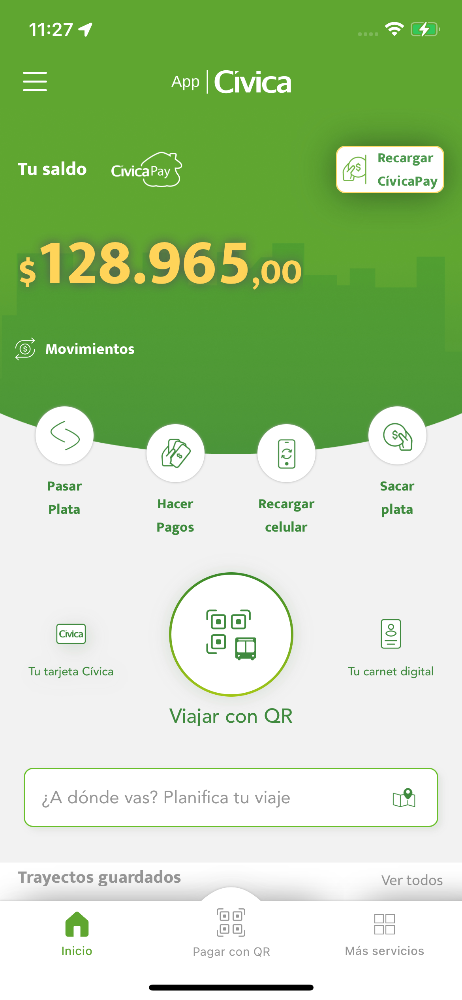 11:27
App | Cívica
Tu saldo
CívicaPay
Recargar
CívicaPay
$128.965,00
Movimientos
Pasar
Plata
Hacer
Pagos
Recargar
celular
Sacar
plata
Cívica
Tu tarjeta Cívica
Viajar con QR
Tu carnet digital
¿A dónde vas? Planifica tu viaje
Trayectos guardados
Ver todos
Inicio
Pagar con QR
Más servicios